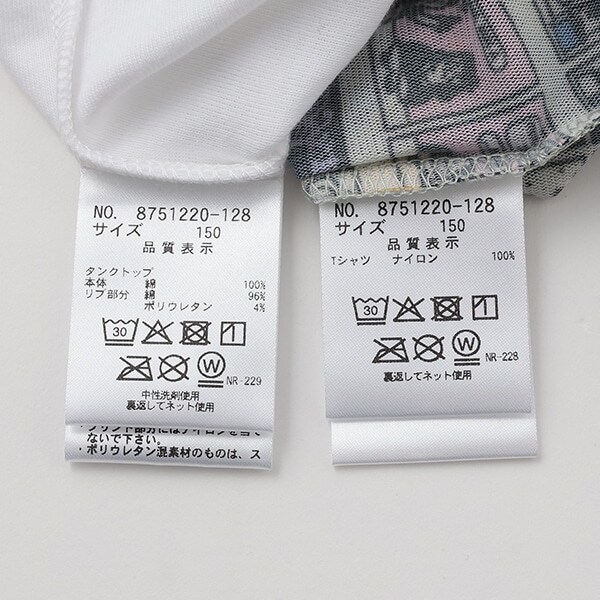 NO. 8751220-128
サイズ 150
品質表示
タンクトップ
本体 綿 100%
リブ部分 綿 96%
ポリウレタン 4%
30
W
NR-229
中性洗剤使用
裏返してネット使用
ないで下さい。
・ポリウレタン混素材のものは、ス
NO. 8751220-128
サイズ 150
品質表示
Tシャツ ナイロン 100%
30
W
NR-228
裏返してネット使用